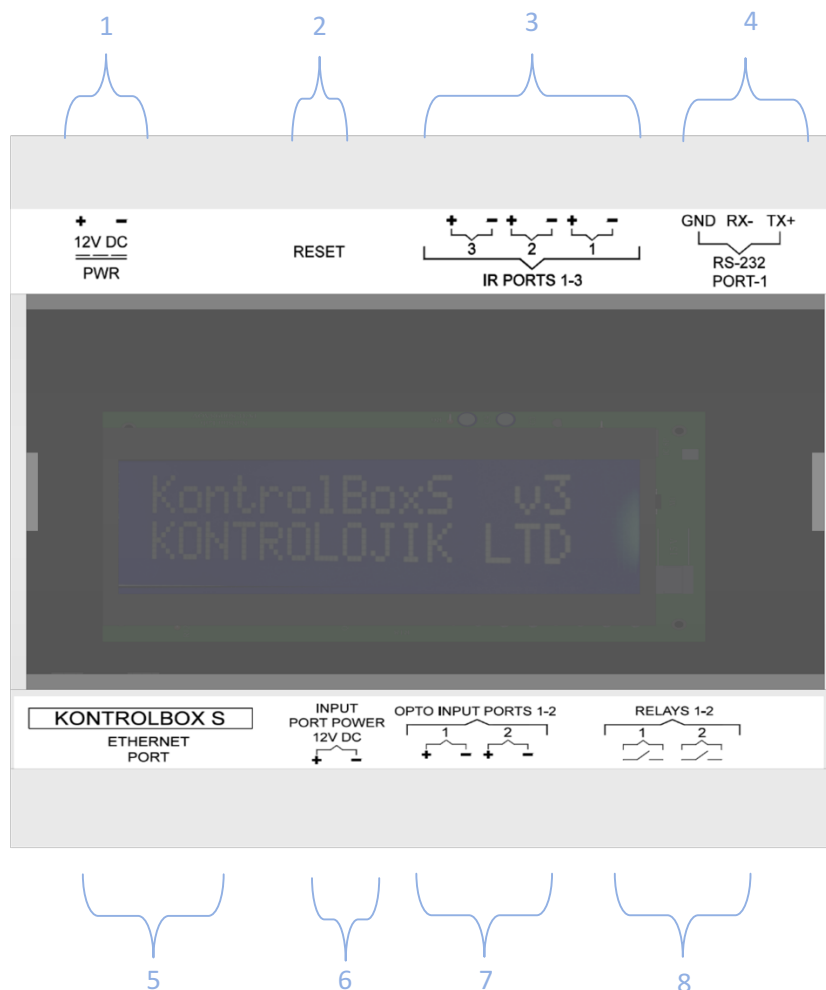 1 2 3 4
+ - + - + - + - GND RX- TX+
12V DC 3 2 1
PWR RESET IR PORTS 1-3 RS-232
PORT-1
KontrolBoxS v3
KONTROLOJIK LTD
KONTROLBOX S
ETHERNET
PORT
INPUT
PORT POWER
12V DC
+ -
OPTO INPUT PORTS 1-2
1 2
+ - + -
RELAYS 1-2
1 2
5 6 7 8